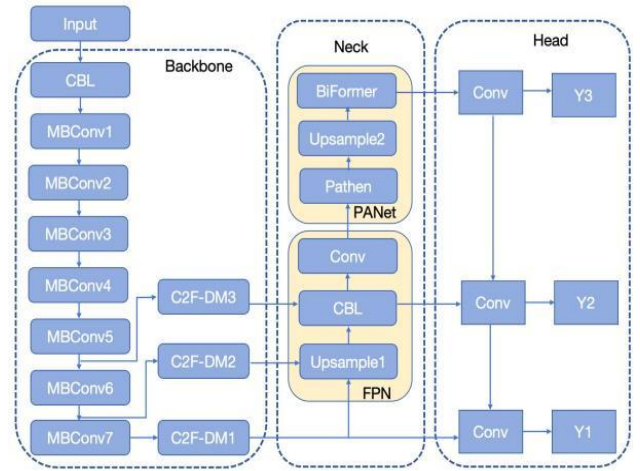 Input
Backbone
CBL
MBConv1
MBConv2
MBConv3
MBConv4
MBConv5
MBConv6
MBConv7
C2F-DM3
C2F-DM2
C2F-DM1
Neck
BiFormer
Upsample2
Pathen
PANet
Conv
CBL
Upsample1
FPN
Head
Conv
Y3
Conv
Y2
Conv
Y1